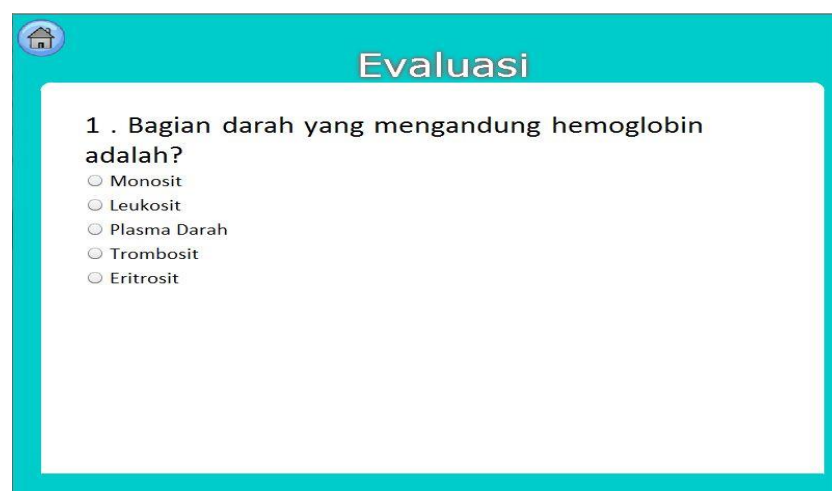 Evaluasi
1 . Bagian darah yang mengandung hemoglobin
adalah?
Monosit
Leukosit
Plasma Darah
Trombosit
Eritrosit